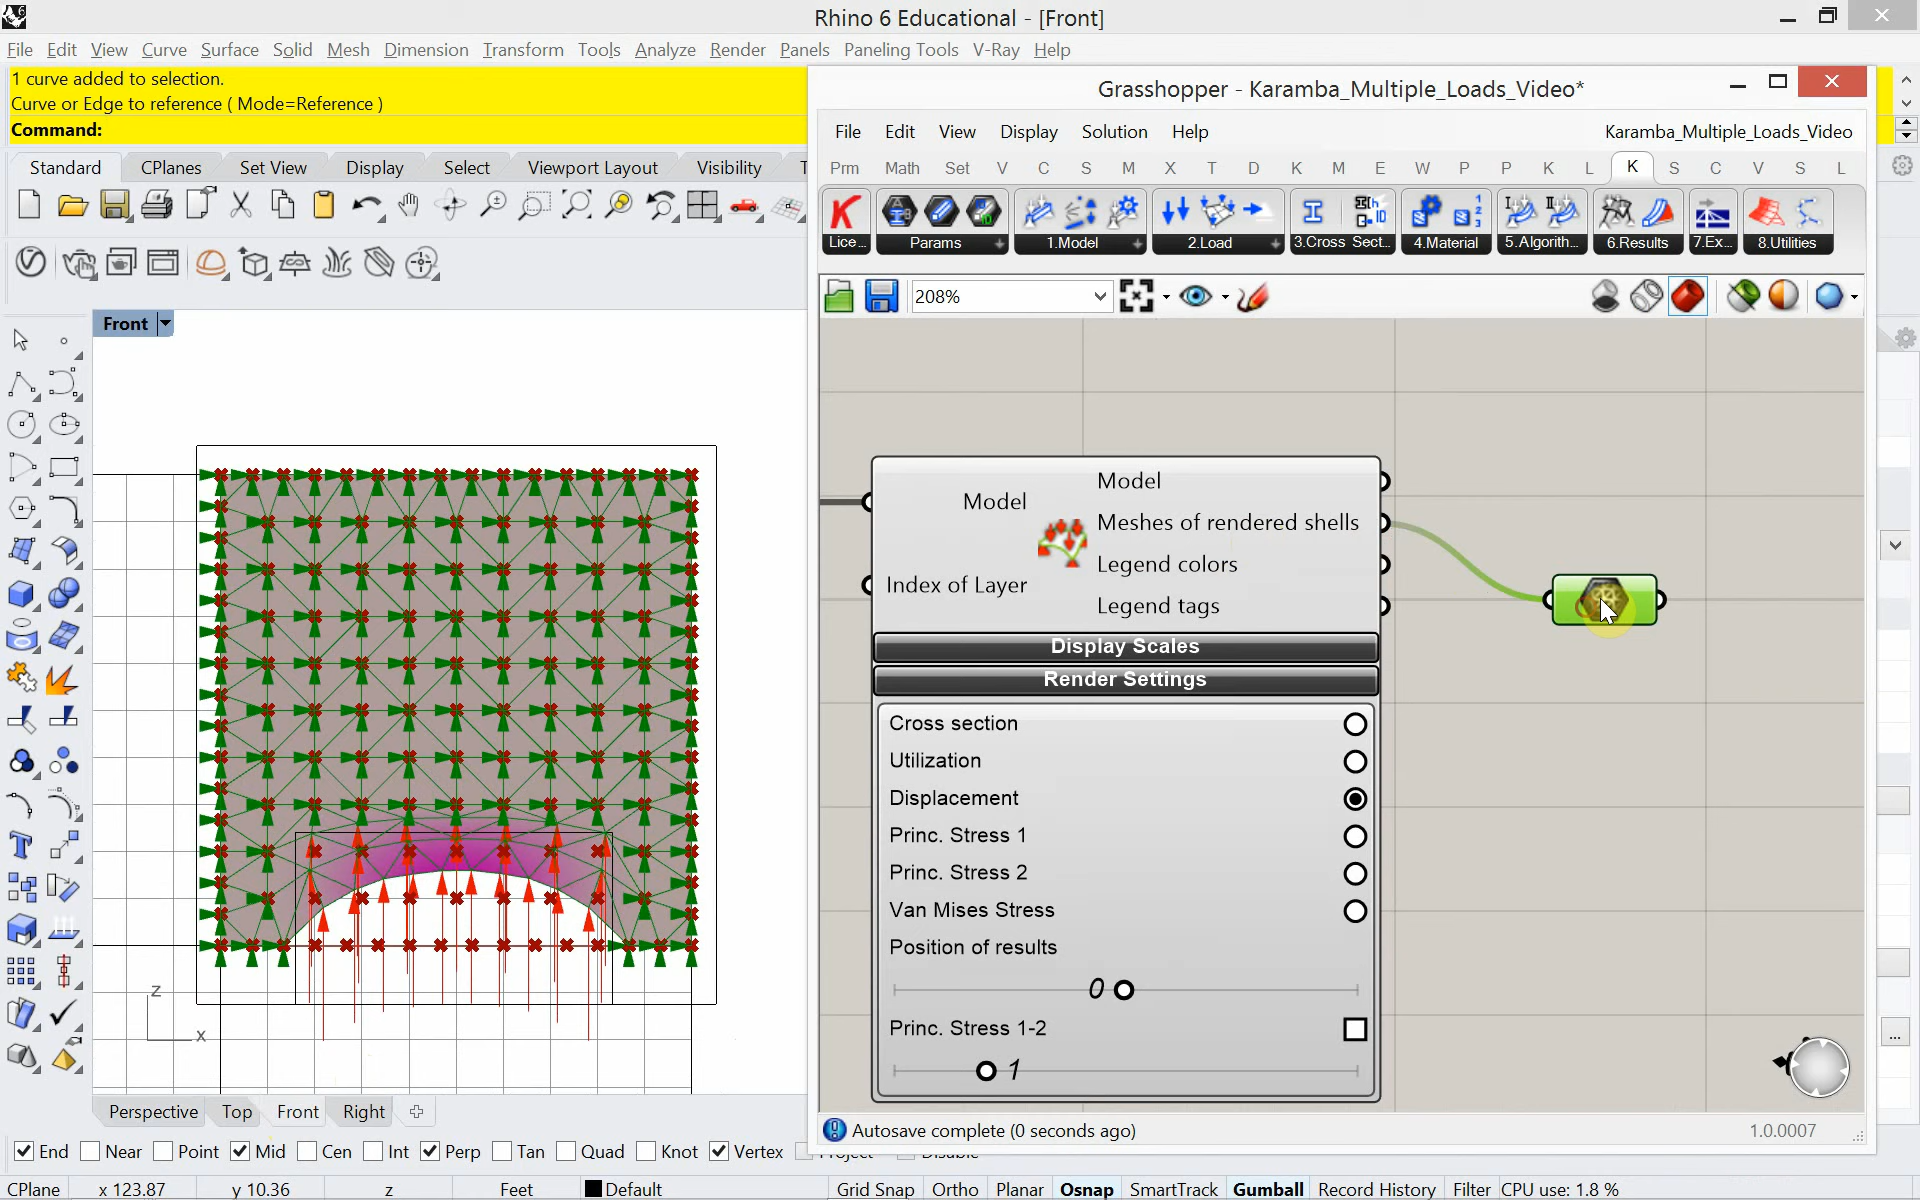 Rhino 6 Educational - [Front]
File Edit View Curve Surface Solid Mesh Dimension Transform Tools Analyze Render Panels Paneling Tools V-Ray Help
1 curve added to selection.
Curve or Edge to reference ( Mode=Reference )
Command:
Grasshopper - Karamba_Multiple_Loads_Video*
File Edit View Display Solution Help
Karamba_Multiple_Loads_Video
Standard CPlanes Set View Display Select Viewport Layout Visibility T
Prm Math Set V C S M X T D K M E W P P K L K S C V S L
Lice... Params 1.Model 2.Load 3.Cross Sect... 4.Material 5.Algorith... 6.Results 7.Ex... 8.Utilities
208%
Front
Model
Index of Layer
Model
Meshes of rendered shells
Legend colors
Legend tags
Display Scales
Render Settings
Cross section
Utilization
Displacement
Princ. Stress 1
Princ. Stress 2
Van Mises Stress
Position of results
0
Princ. Stress 1-2
1
z
x
Perspective Top Front Right
Autosave complete (0 seconds ago)
1.0.0007
End Near Point Mid Cen Int Perp Tan Quad Knot Vertex
CPlane x 123.87 y 10.36 z Feet Default Grid Snap Ortho Planar Osnap SmartTrack Gumball Record History Filter CPU use: 1.8 %